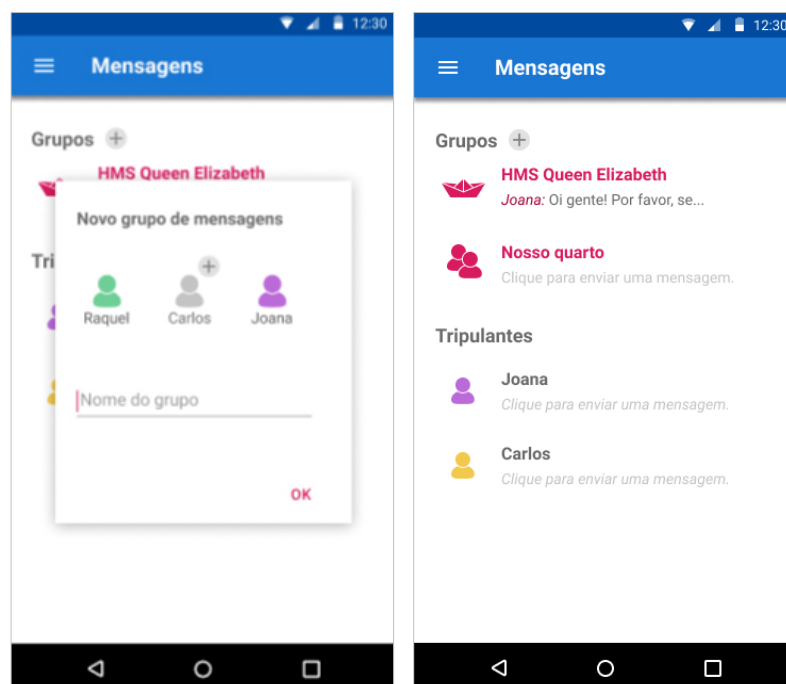 12:30
Mensagens
Grupos
HMS Queen Elizabeth
Tri
Novo grupo de mensagens
Raquel
Carlos
Joana
Nome do grupo
OK
12:30
Mensagens
Grupos
HMS Queen Elizabeth
Joana: Oi gente! Por favor, se...
Nosso quarto
Clique para enviar uma mensagem.
Tripulantes
Joana
Clique para enviar uma mensagem.
Carlos
Clique para enviar uma mensagem.